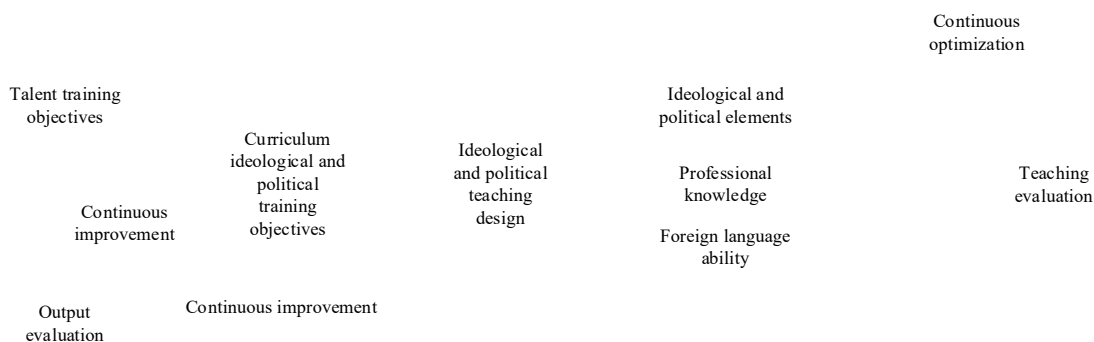 Continuous
optimization
Talent training
objectives
Ideological and
political elements
Curriculum
ideological and
political
training
objectives
Ideological
and political
teaching
design
Professional
knowledge
Teaching
evaluation
Continuous
improvement
Foreign language
ability
Output
evaluation
Continuous improvement